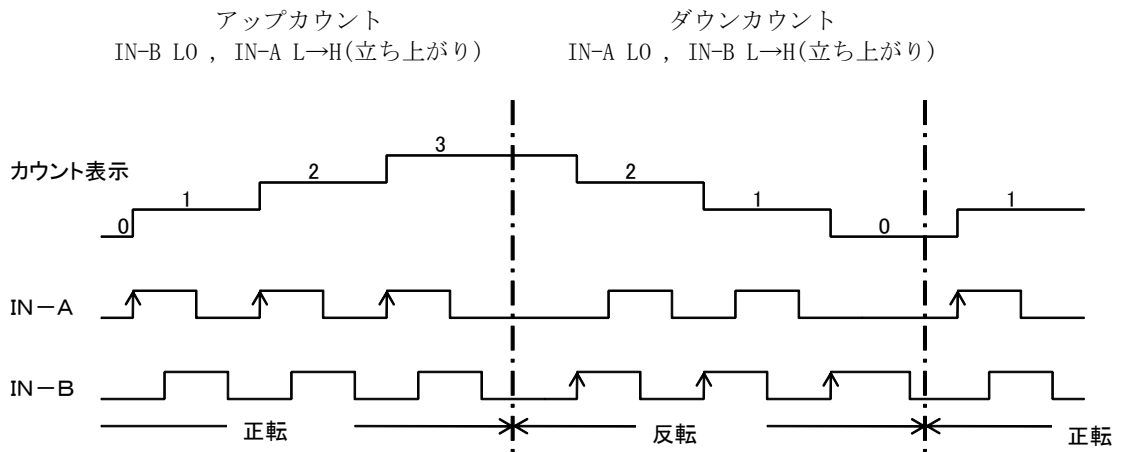 アップカウント
ダウンカウント
IN-B LO , IN-A L→H(立ち上がり)
IN-A LO , IN-B L→H(立ち上がり)
カウント表示
0
1
2
3
2
1
0
1
IN－A
IN－B
正転
反転
正転